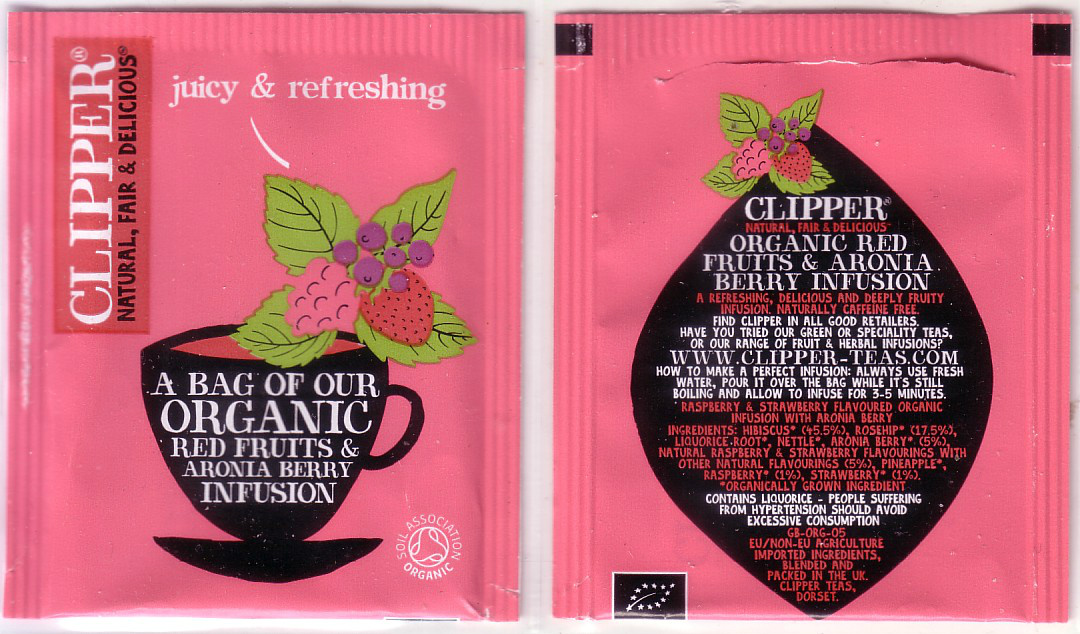 CLIPPER®
NATURAL, FAIR & DELICIOUS®
juicy & refreshing
A BAG OF OUR
ORGANIC
RED FRUITS &
ARONIA BERRY
INFUSION
SOIL ASSOCIATION
ORGANIC
CLIPPER®
NATURAL, FAIR & DELICIOUS™
ORGANIC RED
FRUITS & ARONIA
BERRY INFUSION
A REFRESHING, DELICIOUS AND DEEPLY FRUITY
INFUSION. NATURALLY CAFFEINE FREE.
FIND CLIPPER IN ALL GOOD RETAILERS.
HAVE YOU TRIED OUR GREEN OR SPECIALITY TEAS,
OR OUR RANGE OF FRUIT & HERBAL INFUSIONS?
WWW.CLIPPER-TEAS.COM
HOW TO MAKE A PERFECT INFUSION: ALWAYS USE FRESH
WATER, POUR IT OVER THE BAG WHILE IT'S STILL
BOILING AND ALLOW TO INFUSE FOR 3-5 MINUTES.
RASPBERRY & STRAWBERRY FLAVOURED ORGANIC
INFUSION WITH ARONIA BERRY
INGREDIENTS: HIBISCUS* (45.5%), ROSEHIP* (17.5%),
LIQUORICE ROOT*, NETTLE*, ARONIA BERRY* (5%),
NATURAL RASPBERRY & STRAWBERRY FLAVOURINGS WITH
OTHER NATURAL FLAVOURINGS (5%), PINEAPPLE*,
RASPBERRY* (1%), STRAWBERRY* (1%).
*ORGANICALLY GROWN INGREDIENT
CONTAINS LIQUORICE - PEOPLE SUFFERING
FROM HYPERTENSION SHOULD AVOID
EXCESSIVE CONSUMPTION
GB-ORG-05
EU/NON-EU AGRICULTURE
IMPORTED INGREDIENTS,
BLENDED AND
PACKED IN THE UK.
CLIPPER TEAS,
DORSET.